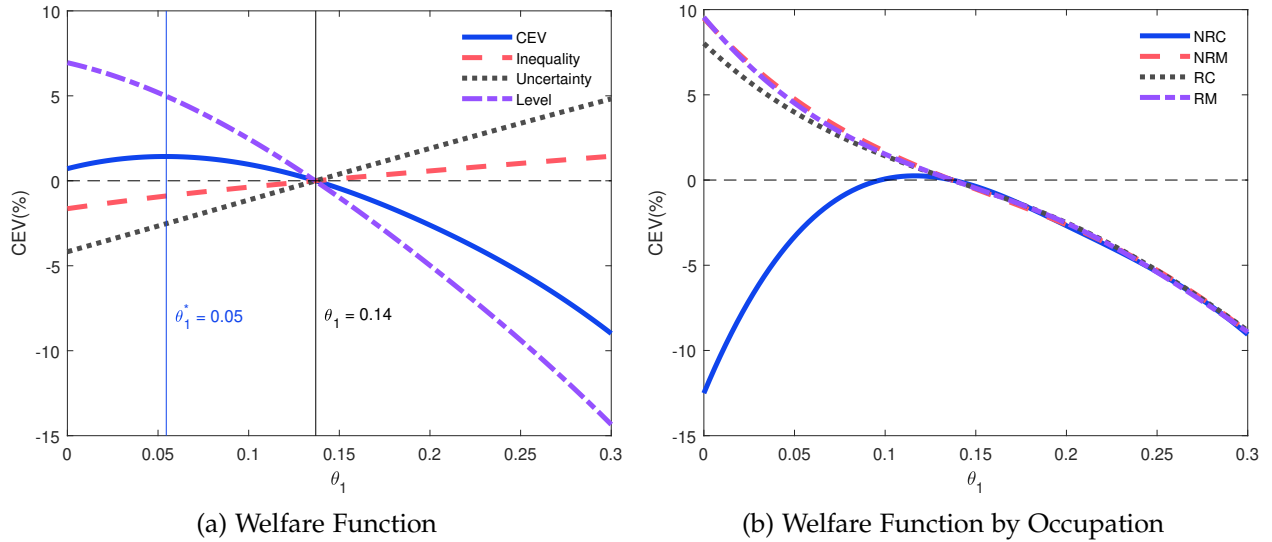 10
5
0
-5
-10
-15
CEV(%)
CEV
Inequality
Uncertainty
Level
θ*₁ = 0.05
θ₁ = 0.14
0 0.05 0.1 0.15 0.2 0.25 0.3
θ₁
(a) Welfare Function
10
5
0
-5
-10
-15
CEV(%)
NRC
NRM
RC
RM
0 0.05 0.1 0.15 0.2 0.25 0.3
θ₁
(b) Welfare Function by Occupation